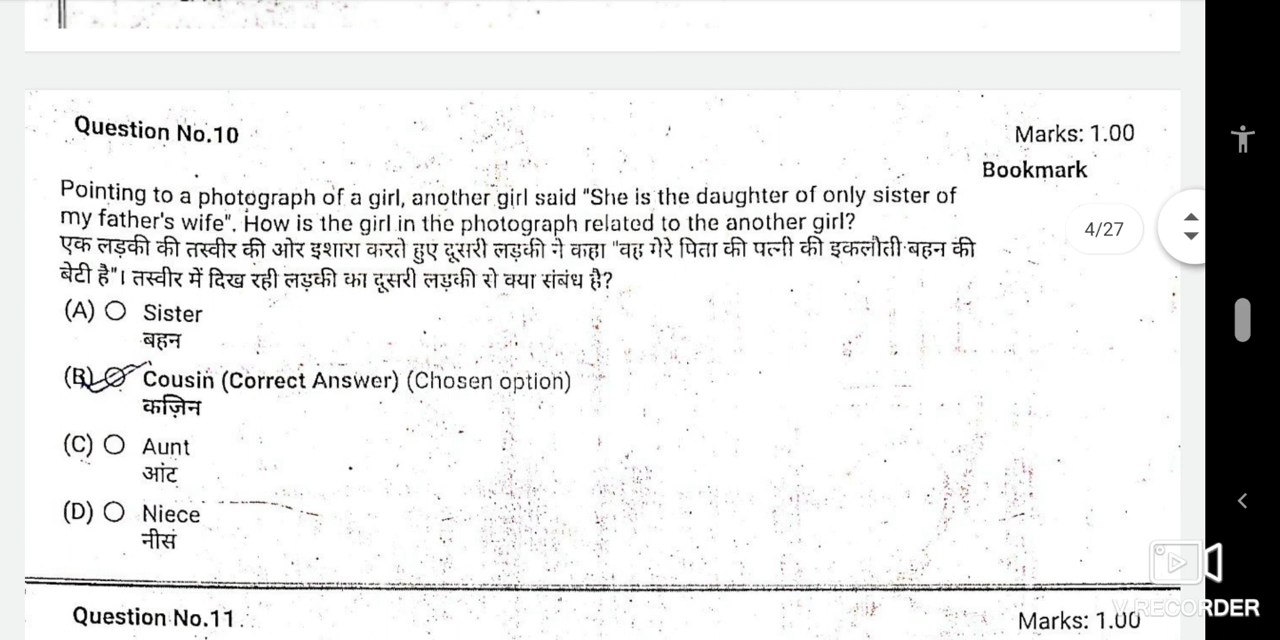 Question No.10
Marks: 1.00
Bookmark
Pointing to a photograph of a girl, another girl said "She is the daughter of only sister of
my father's wife". How is the girl in the photograph related to the another girl?
एक लड़की की तस्वीर की ओर इशारा करते हुए दूसरी लड़की ने कहा "वह मेरे पिता की पत्नी की इकलौती बहन की
बेटी है"। तस्वीर में दिख रही लड़की का दूसरी लड़की से क्या संबंध है?
4/27
(A) Sister
बहन
(B) Cousin (Correct Answer) (Chosen option)
कज़िन
(C) Aunt
आंट
(D) Niece
नीसं
Question No.11
Marks: 1.00
V.RECORDER